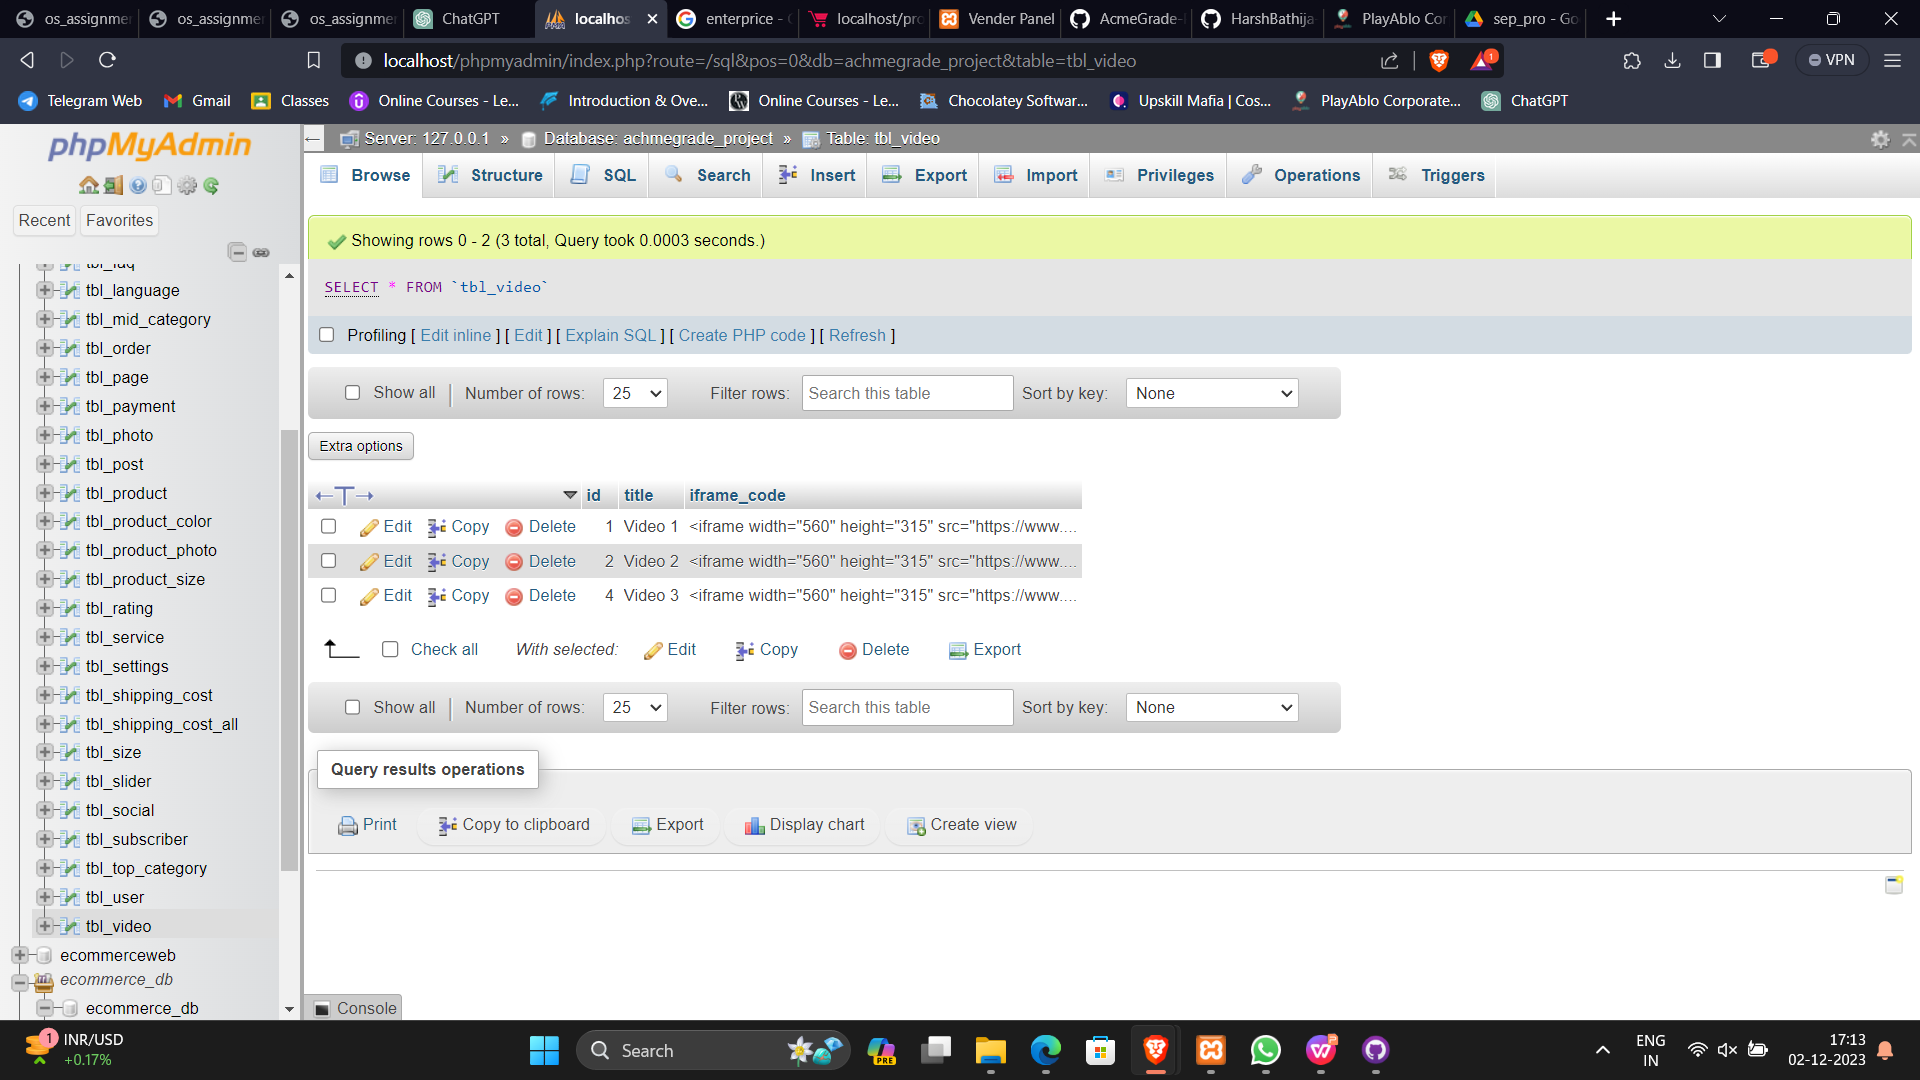 os_assignmer
os_assignmer
os_assignmer
ChatGPT
localhos
enterprice -
localhost/pro
Vender Panel
AcmeGrade-
HarshBathija
PlayAblo Cor
sep_pro - Go
localhost/phpmyadmin/index.php?route=/sql&pos=0&db=achmegrade_project&table=tbl_video
1
VPN
Telegram Web
Gmail
Classes
Online Courses - Le...
Introduction & Ove...
Online Courses - Le...
Chocolatey Softwar...
Upskill Mafia | Cos...
PlayAblo Corporate...
ChatGPT
phpMyAdmin
Recent
Favorites
tbl_faq
tbl_language
tbl_mid_category
tbl_order
tbl_page
tbl_payment
tbl_photo
tbl_post
tbl_product
tbl_product_color
tbl_product_photo
tbl_product_size
tbl_rating
tbl_service
tbl_settings
tbl_shipping_cost
tbl_shipping_cost_all
tbl_size
tbl_slider
tbl_social
tbl_subscriber
tbl_top_category
tbl_user
tbl_video
ecommerceweb
ecommerce_db
ecommerce_db
Server: 127.0.0.1 » Database: achmegrade_project » Table: tbl_video
Browse Structure SQL Search Insert Export Import Privileges Operations Triggers
Showing rows 0 - 2 (3 total, Query took 0.0003 seconds.)
SELECT * FROM `tbl_video`
Profiling [ Edit inline ] [ Edit ] [ Explain SQL ] [ Create PHP code ] [ Refresh ]
Show all Number of rows: 25 Filter rows: Search this table Sort by key: None
Extra options
id title iframe_code
Edit Copy Delete 1 Video 1 <iframe width="560" height="315" src="https://www....
Edit Copy Delete 2 Video 2 <iframe width="560" height="315" src="https://www....
Edit Copy Delete 4 Video 3 <iframe width="560" height="315" src="https://www....
Check all With selected: Edit Copy Delete Export
Show all Number of rows: 25 Filter rows: Search this table Sort by key: None
Query results operations
Print Copy to clipboard Export Display chart Create view
Console
1
INR/USD
+0.17%
Search
PRE
ENG
IN
17:13
02-12-2023